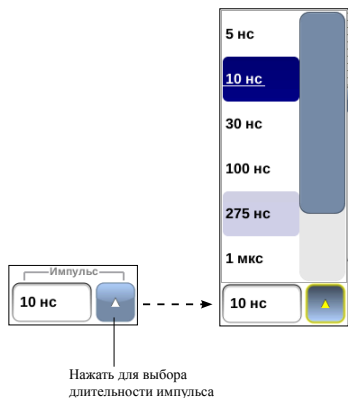 5 нс
10 нс
30 нс
100 нс
275 нс
1 мкс
Импульс
10 нс
10 нс
Нажать для выбора
длительности импульса